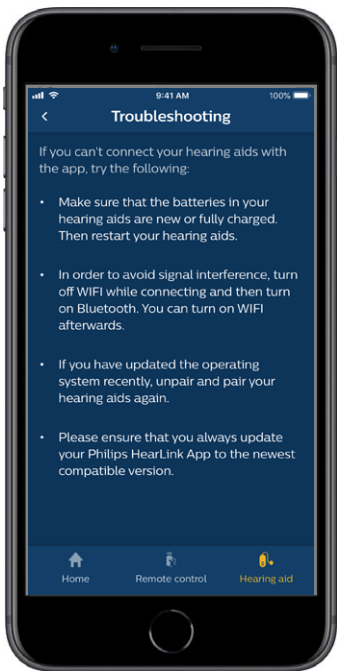 9:41 AM
100%
Troubleshooting
If you can't connect your hearing aids with
the app, try the following:
• Make sure that the batteries in your
hearing aids are new or fully charged.
Then restart your hearing aids.
• In order to avoid signal interference, turn
off WIFI while connecting and then turn
on Bluetooth. You can turn on WIFI
afterwards.
• If you have updated the operating
system recently, unpair and pair your
hearing aids again.
• Please ensure that you always update
your Philips HearLink App to the newest
compatible version.
Home
Remote control
Hearing aid